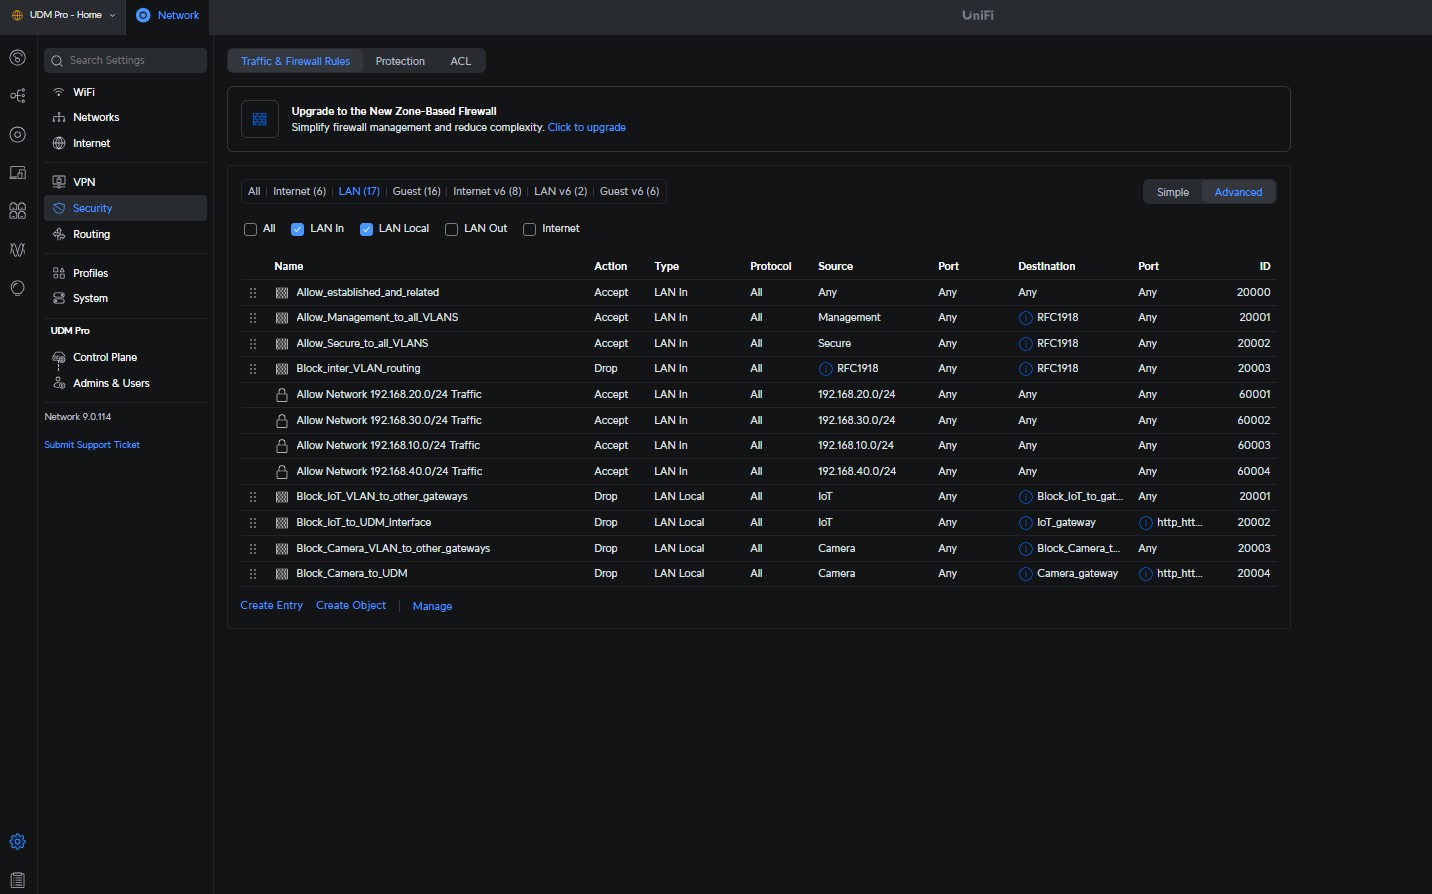 UDM Pro - Home Network UniFi
Search Settings
WiFi
Networks
Internet
VPN
Security
Routing
Profiles
System
UDM Pro
Control Plane
Admins & Users
Network 9.0.114
Submit Support Ticket
Traffic & Firewall Rules Protection ACL
Upgrade to the New Zone-Based Firewall
Simplify firewall management and reduce complexity. Click to upgrade
All Internet (6) LAN (17) Guest (16) Internet v6 (8) LAN v6 (2) Guest v6 (6) Simple Advanced
All LAN In LAN Local LAN Out Internet
Name Action Type Protocol Source Port Destination Port ID
Allow_established_and_related Accept LAN In All Any Any Any Any 20000
Allow_Management_to_all_VLANS Accept LAN In All Management Any RFC1918 Any 20001
Allow_Secure_to_all_VLANS Accept LAN In All Secure Any RFC1918 Any 20002
Block_inter_VLAN_routing Drop LAN In All RFC1918 Any RFC1918 Any 20003
Allow Network 192.168.20.0/24 Traffic Accept LAN In All 192.168.20.0/24 Any Any Any 60001
Allow Network 192.168.30.0/24 Traffic Accept LAN In All 192.168.30.0/24 Any Any Any 60002
Allow Network 192.168.10.0/24 Traffic Accept LAN In All 192.168.10.0/24 Any Any Any 60003
Allow Network 192.168.40.0/24 Traffic Accept LAN In All 192.168.40.0/24 Any Any Any 60004
Block_IoT_VLAN_to_other_gateways Drop LAN Local All IoT Any Block_IoT_to_gat... Any 20001
Block_IoT_to_UDM_Interface Drop LAN Local All IoT Any IoT_gateway http_htt... 20002
Block_Camera_VLAN_to_other_gateways Drop LAN Local All Camera Any Block_Camera_t... Any 20003
Block_Camera_to_UDM Drop LAN Local All Camera Any Camera_gateway http_htt... 20004
Create Entry Create Object Manage